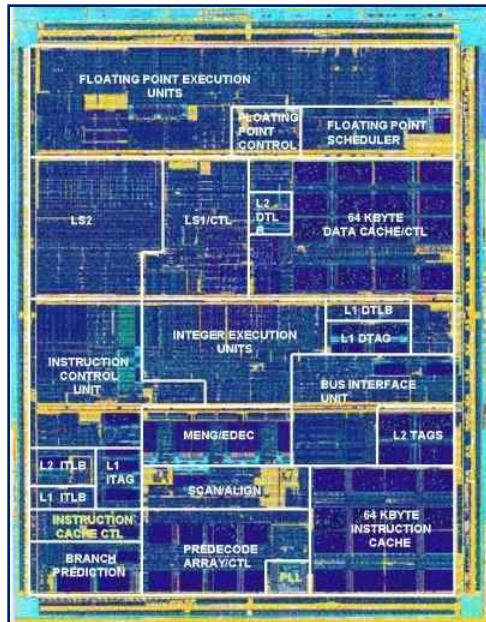 FLOATING POINT EXECUTION
UNITS
FLOATING
POINT
CONTROL
FLOATING POINT
SCHEDULER
LS2
LS1/CTL
L2
DTL
B
64 KBYTE
DATA CACHE/CTL
L1 DTLB
L1 DTAG
INTEGER EXECUTION
UNITS
INSTRUCTION
CONTROL
UNIT
BUS INTERFACE
UNIT
MENG/EDEC
L2 TAGS
L2 ITLB
L1
ITAG
L1 ITLB
SCAN/ALIGN
INSTRUCTION
CACHE CTL
64 KBYTE
INSTRUCTION
CACHE
BRANCH
PREDICTION
PREDECODE
ARRAY/CTL
PLL